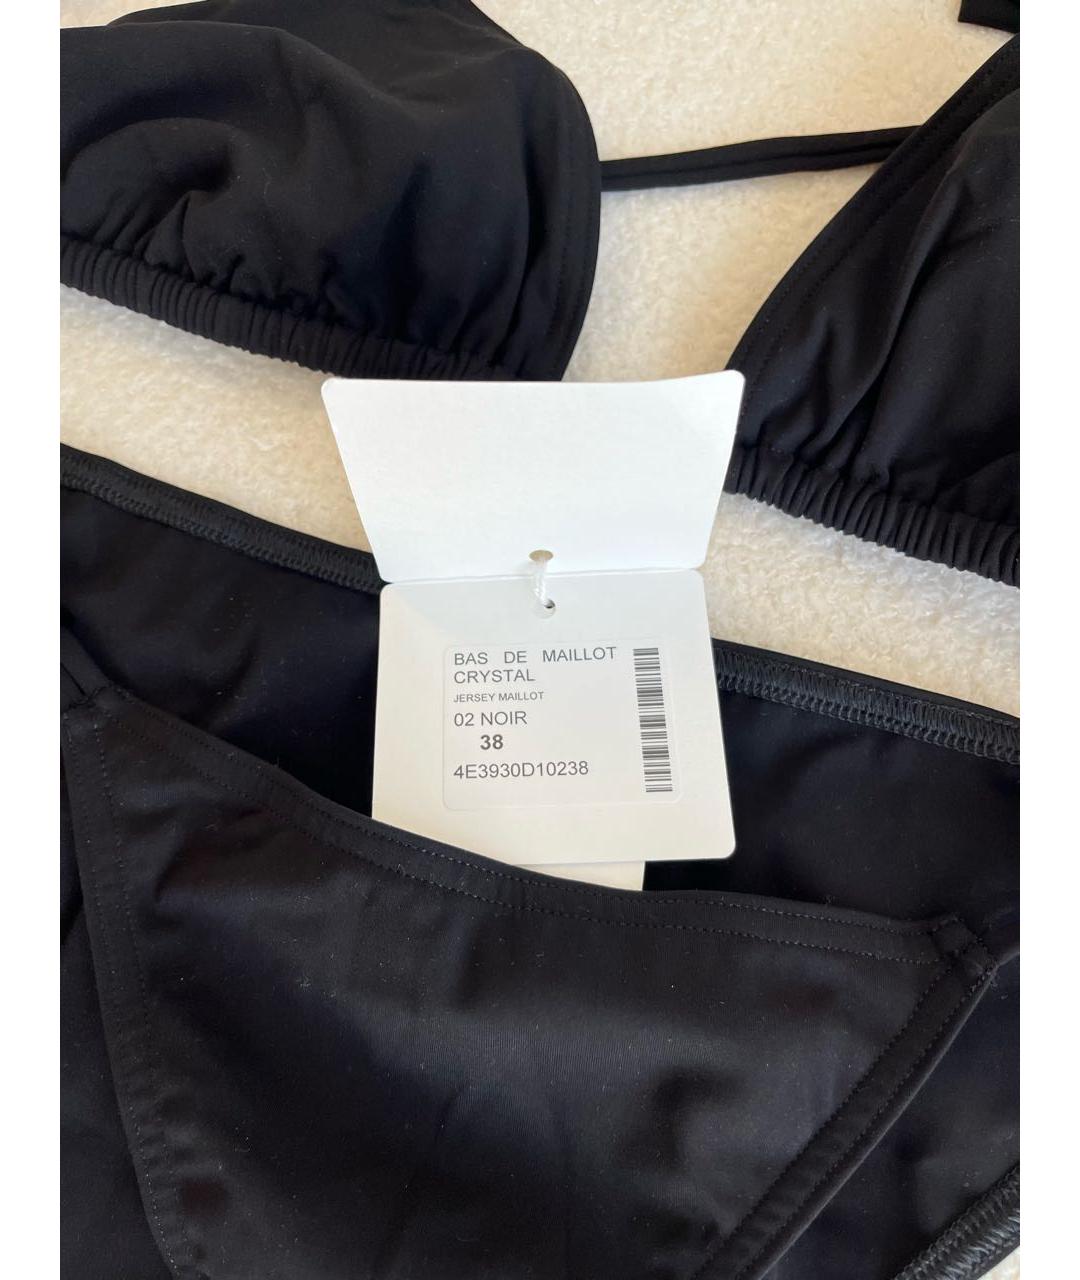 BAS DE MAILLOT
CRYSTAL
JERSEY MAILLOT
02 NOIR
38
4E3930D10238